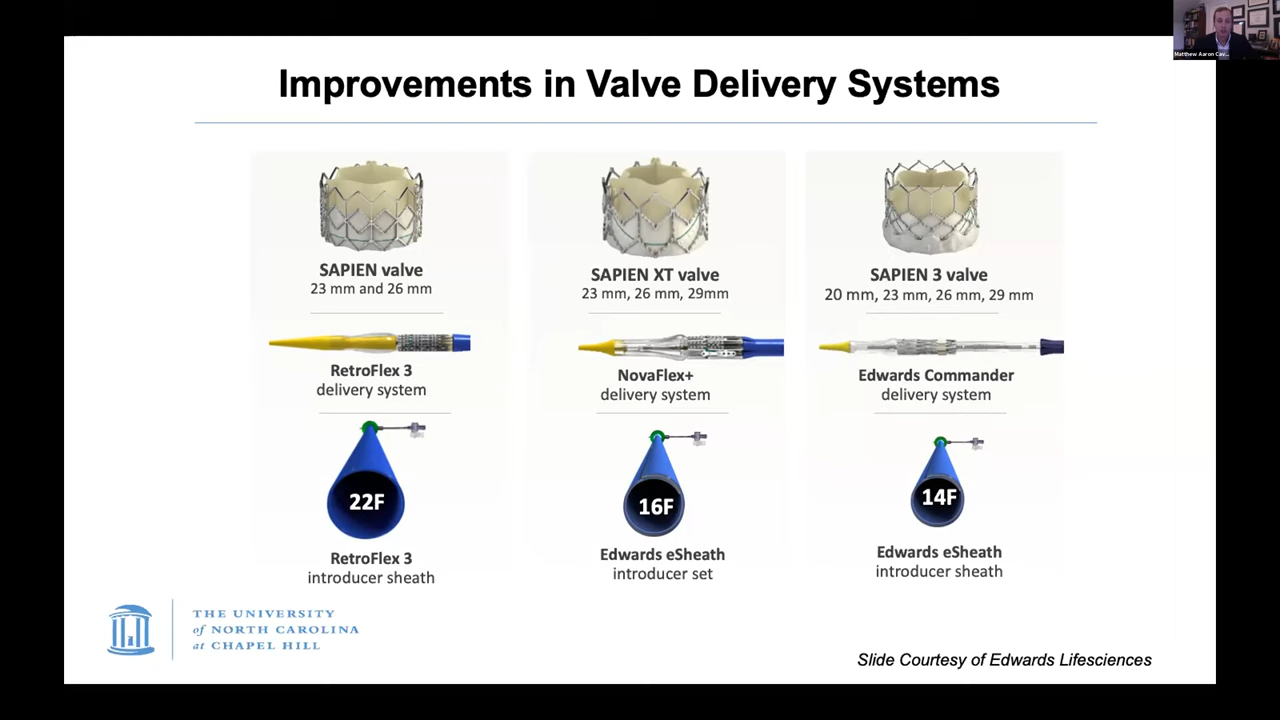 Matthew Aaron Cav...
Improvements in Valve Delivery Systems
SAPIEN valve
23 mm and 26 mm
RetroFlex 3
delivery system
22F
RetroFlex 3
introducer sheath
SAPIEN XT valve
23 mm, 26 mm, 29mm
NovaFlex+
delivery system
16F
Edwards eSheath
introducer set
SAPIEN 3 valve
20 mm, 23 mm, 26 mm, 29 mm
Edwards Commander
delivery system
14F
Edwards eSheath
introducer sheath
THE UNIVERSITY
of NORTH CAROLINA
at CHAPEL HILL
Slide Courtesy of Edwards Lifesciences